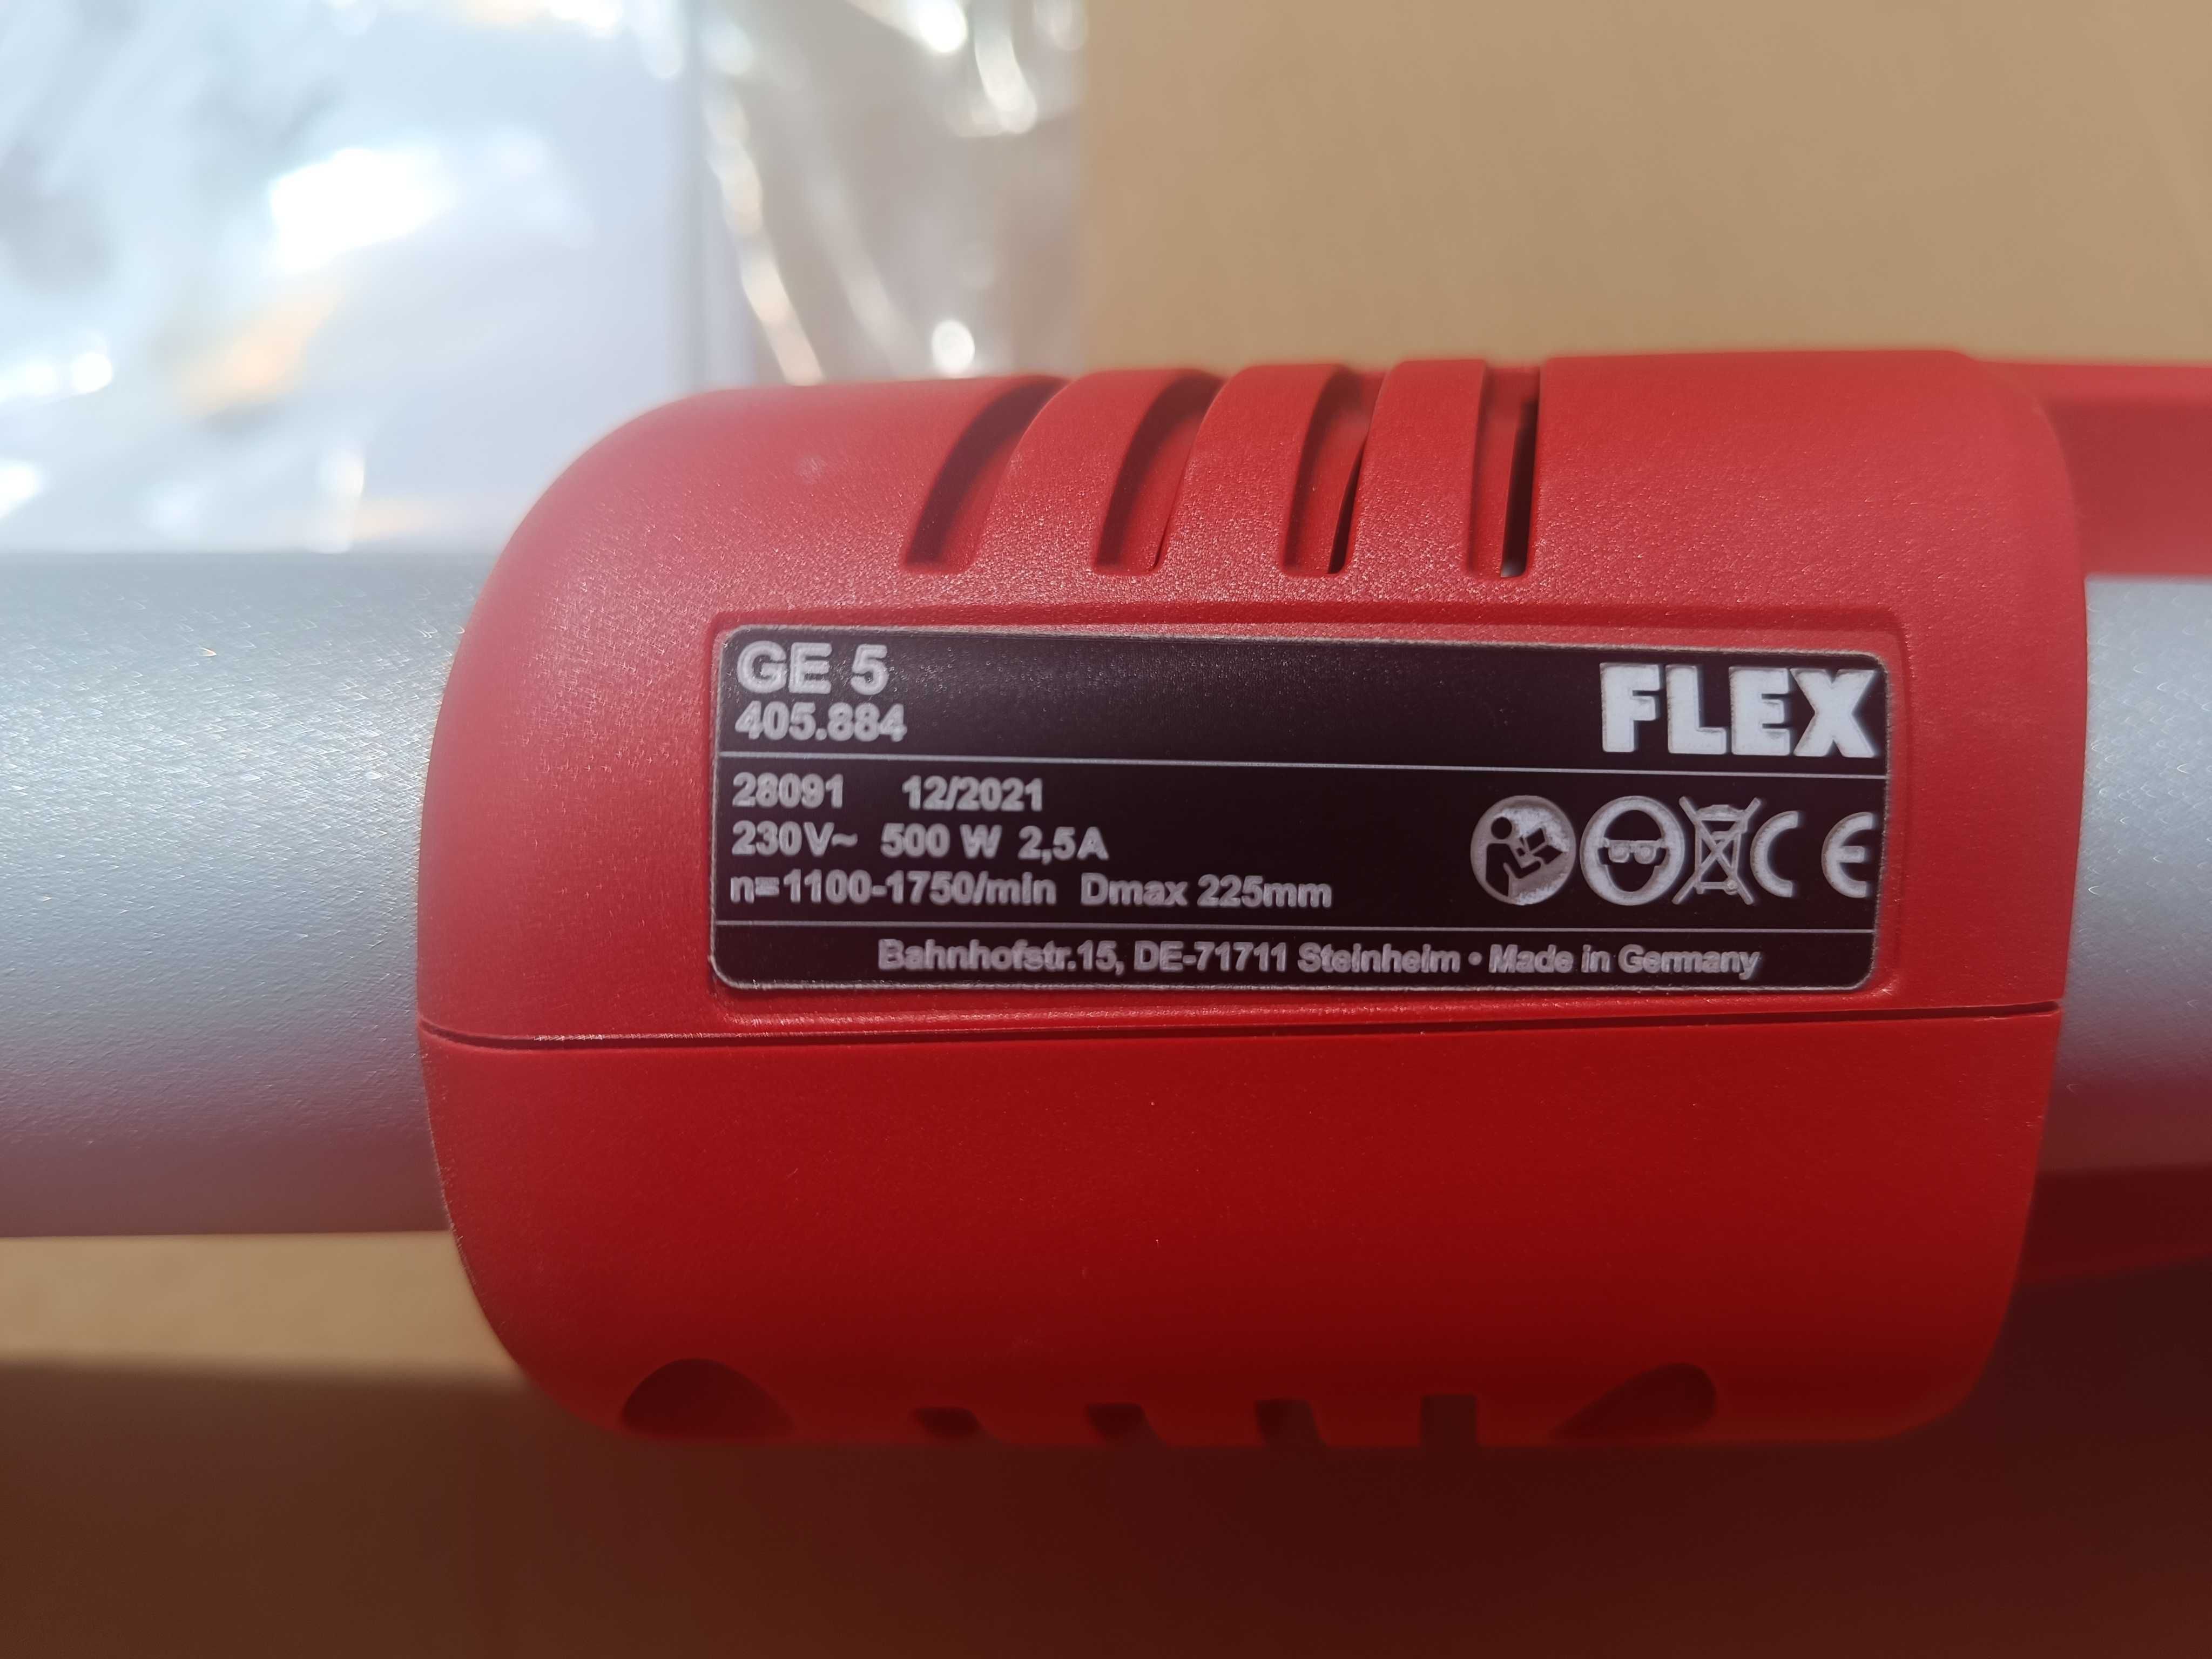 GE 5
FLEX
405.884
28091 12/2021
230V~ 500 W 2,5A
n=1100-1750/min Dmax 225mm
CE
Bahnhofstr.15, DE-71711 Steinheim • Made in Germany